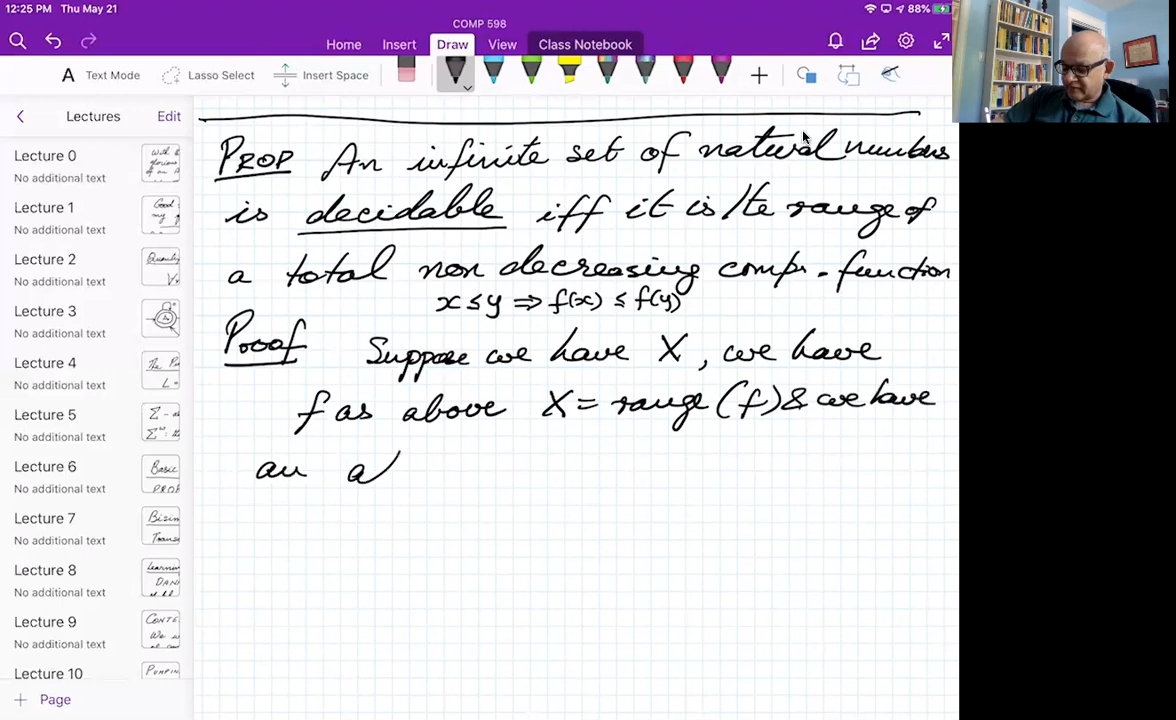 12:25 PM Thu May 21
88%
COMP 598
Home Insert Draw View Class Notebook
A Text Mode Lasso Select Insert Space
Lectures Edit
Lecture 0
No additional text
Lecture 1
No additional text
Lecture 2
No additional text
Lecture 3
No additional text
Lecture 4
No additional text
Lecture 5
No additional text
Lecture 6
No additional text
Lecture 7
No additional text
Lecture 8
No additional text
Lecture 9
No additional text
Lecture 10
+ Page
PROP An infinite set of natural numbers
is decidable iff it is the range of
a total non decreasing comp. function
x ≤ y ⇒ f(x) ≤ f(y)
Proof Suppose we have X, we have
f as above X = range (f) & we have
an a